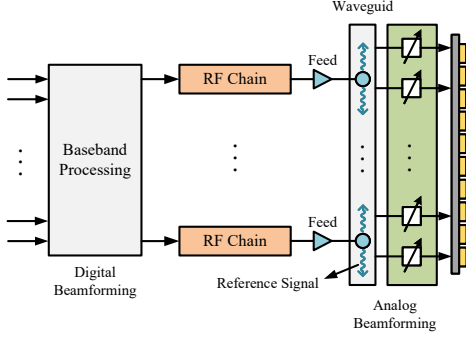 Waveguid
Feed
RF Chain
Baseband
Processing
Feed
RF Chain
Digital
Beamforming
Reference Signal
Analog
Beamforming